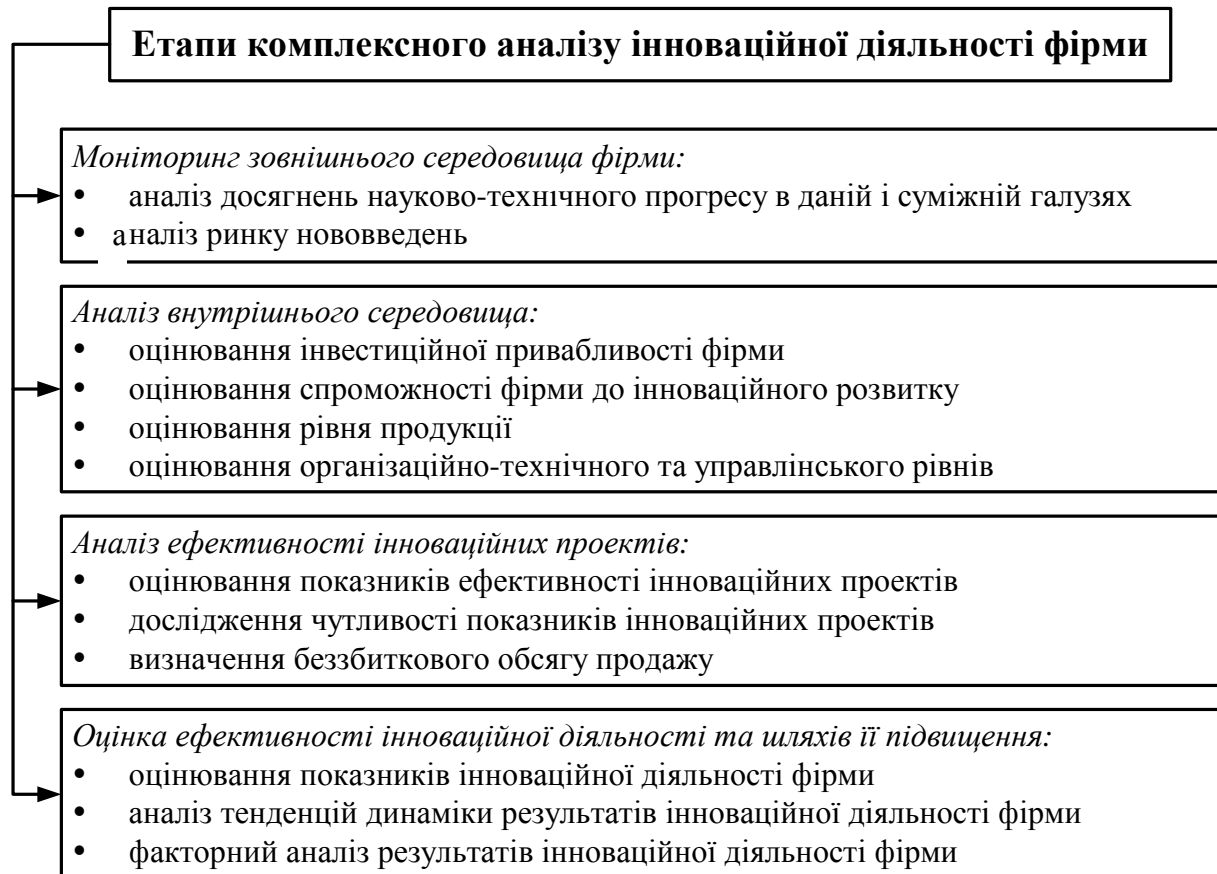 Етапи комплексного аналізу інноваційної діяльності фірми
Моніторинг зовнішнього середовища фірми:
• аналіз досягнень науково-технічного прогресу в даній і суміжній галузях
• аналіз ринку нововведень
Аналіз внутрішнього середовища:
• оцінювання інвестиційної привабливості фірми
• оцінювання спроможності фірми до інноваційного розвитку
• оцінювання рівня продукції
• оцінювання організаційно-технічного та управлінського рівнів
Аналіз ефективності інноваційних проектів:
• оцінювання показників ефективності інноваційних проектів
• дослідження чутливості показників інноваційних проектів
• визначення беззбиткового обсягу продажу
Оцінка ефективності інноваційної діяльності та шляхів її підвищення:
• оцінювання показників інноваційної діяльності фірми
• аналіз тенденцій динаміки результатів інноваційної діяльності фірми
• факторний аналіз результатів інноваційної діяльності фірми